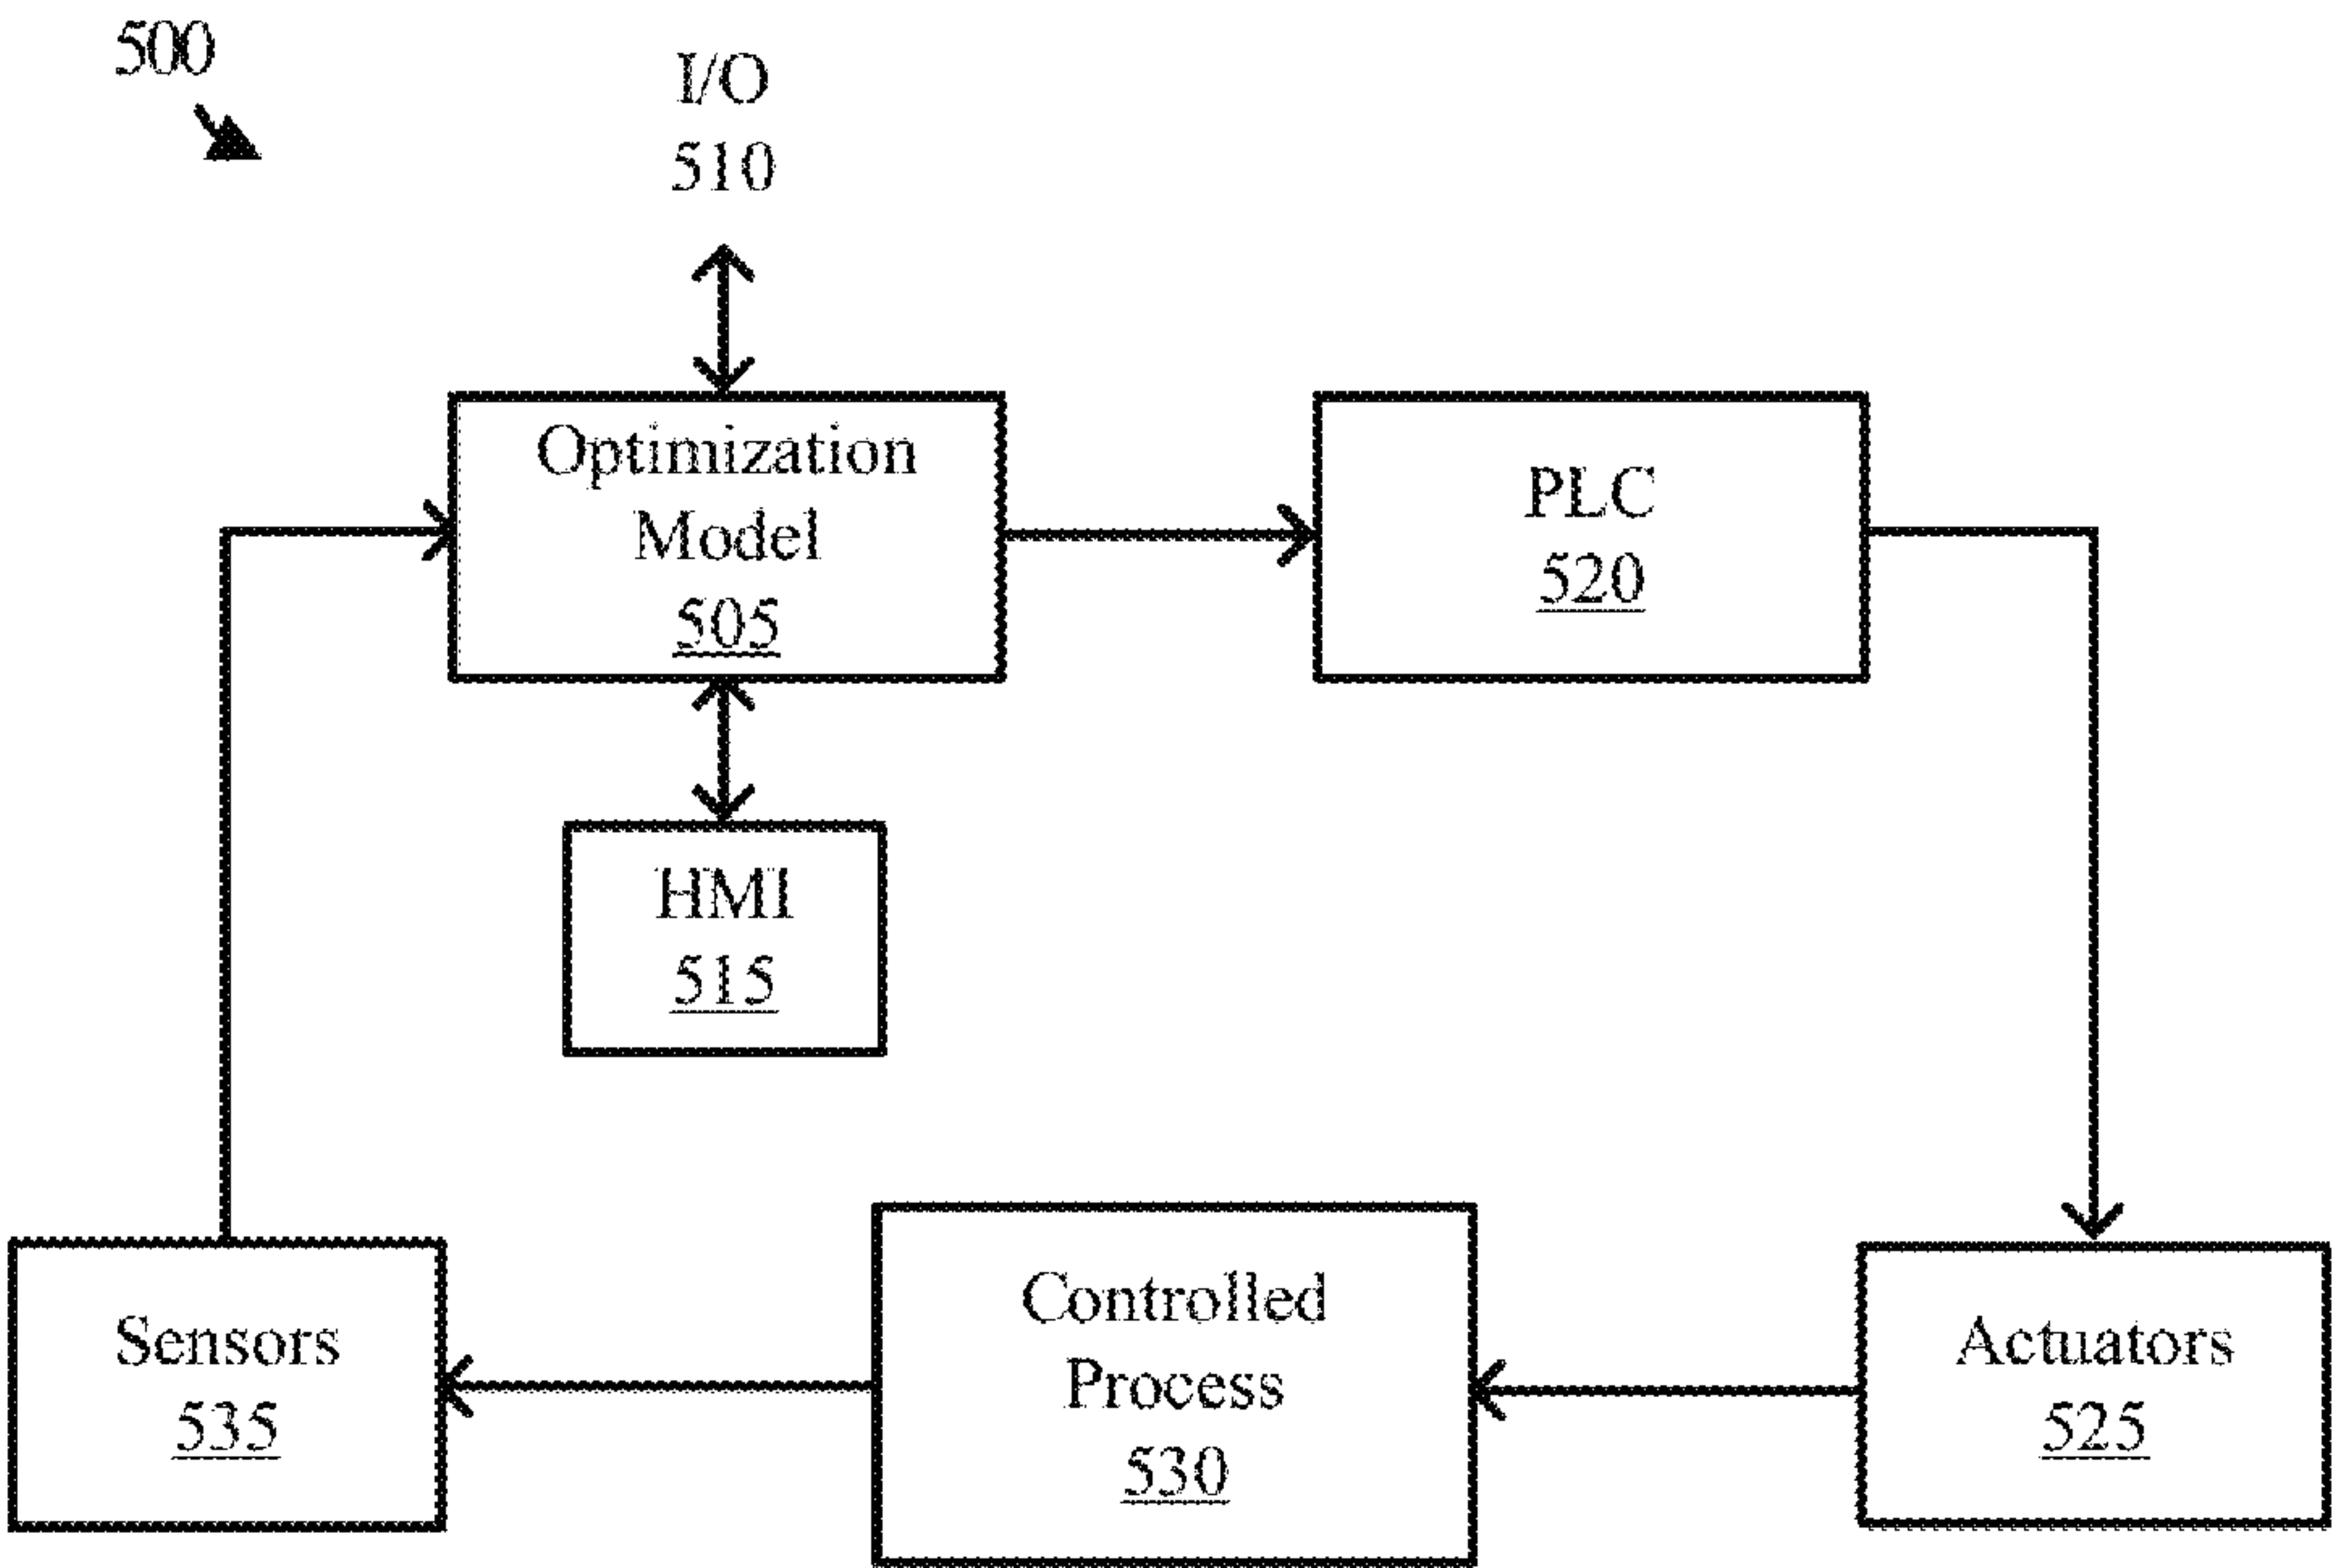 500
I/O
510
Optimization
Model
505
PLC
520
HMI
515
Sensors
535
Controlled
Process
530
Actuators
525